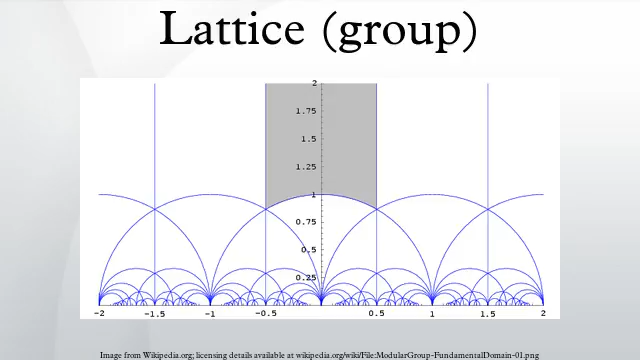 Lattice (group)
2
1.75
1.5
1.25
1
0.75
0.5
0.25
-2 -1.5 -1 -0.5 0 0.5 1 1.5 2
Image from Wikipedia.org; licensing details available at wikipedia.org/wiki/File:ModularGroup-FundamentalDomain-01.png